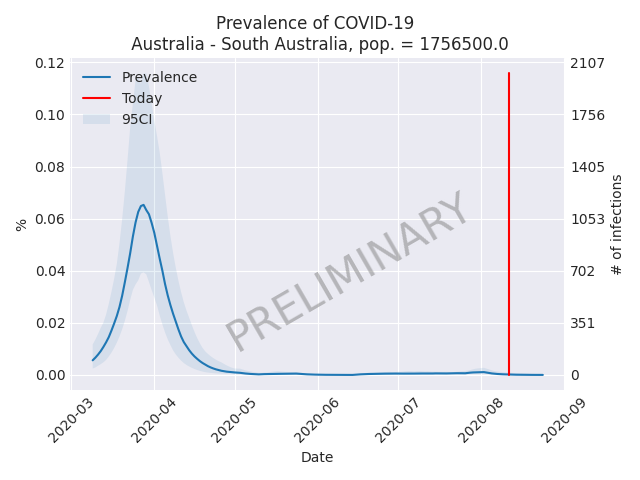 Prevalence of COVID-19
Australia - South Australia, pop. = 1756500.0
0.12
0.10
0.08
0.06
0.04
0.02
0.00
%
Prevalence
Today
95CI
PRELIMINARY
2107
1756
1405
1053
702
351
0
# of infections
2020-03
2020-04
2020-05
2020-06
2020-07
2020-08
2020-09
Date